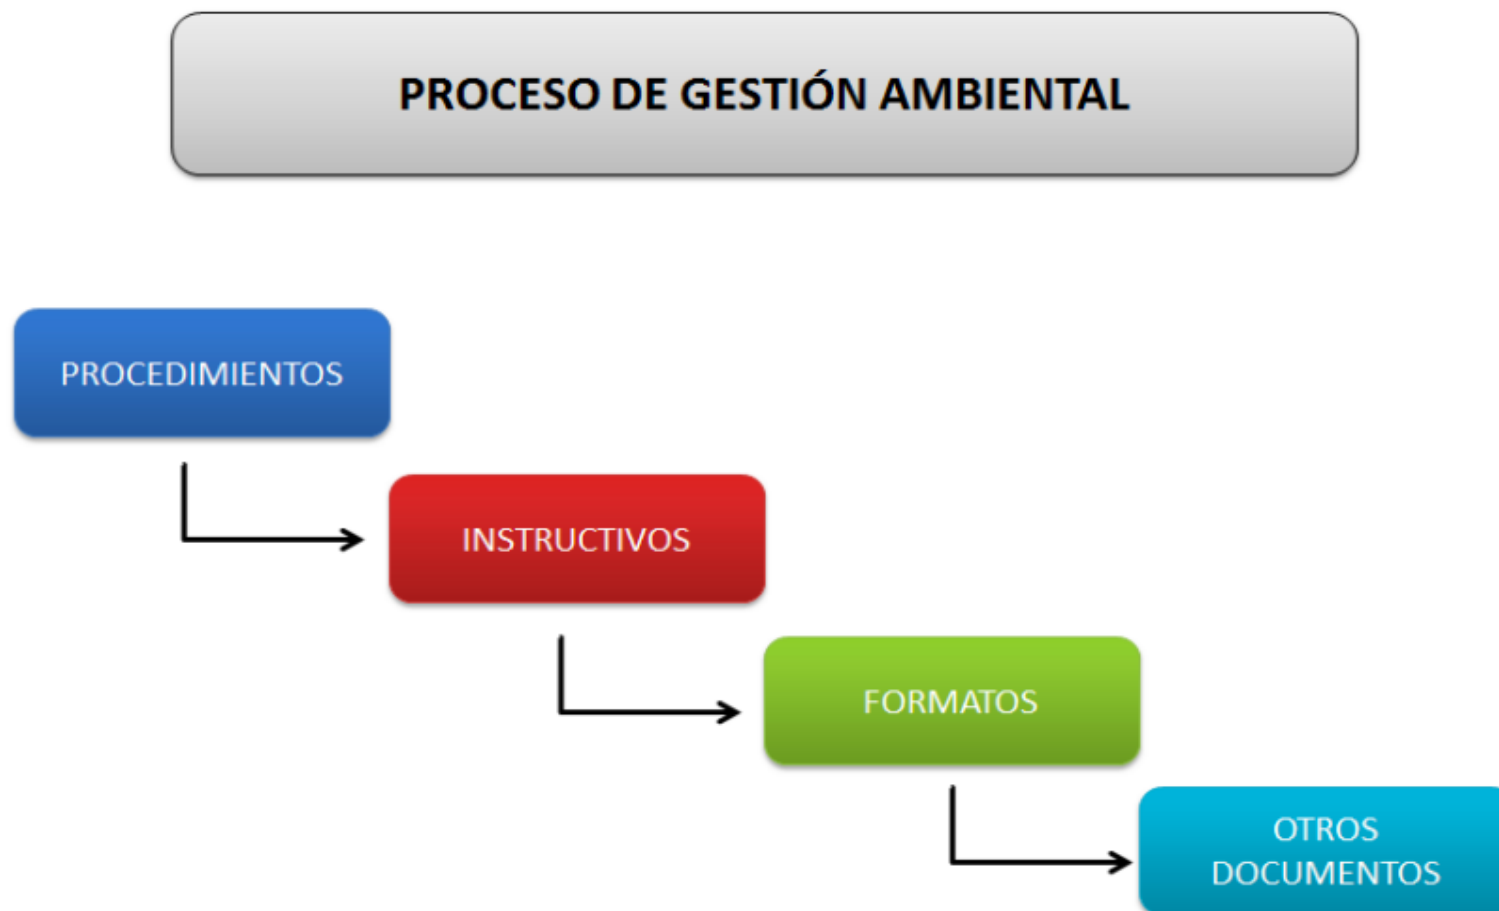 PROCESO DE GESTIÓN AMBIENTAL
PROCEDIMIENTOS
INSTRUCTIVOS
FORMATOS
OTROS
DOCUMENTOS